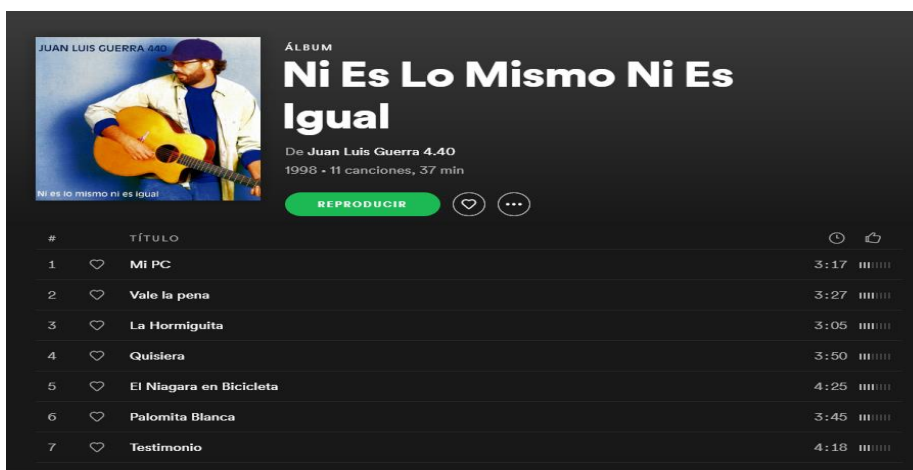 JUAN LUIS GUERRA 440
Ni es lo mismo ni es igual
ÁLBUM
Ni Es Lo Mismo Ni Es
Igual
De Juan Luis Guerra 4.40
1998 • 11 canciones, 37 min
REPRODUCIR
# TÍTULO
1 Mi PC 3:17
2 Vale la pena 3:27
3 La Hormiguita 3:05
4 Quisiera 3:50
5 El Niagara en Bicicleta 4:25
6 Palomita Blanca 3:45
7 Testimonio 4:18